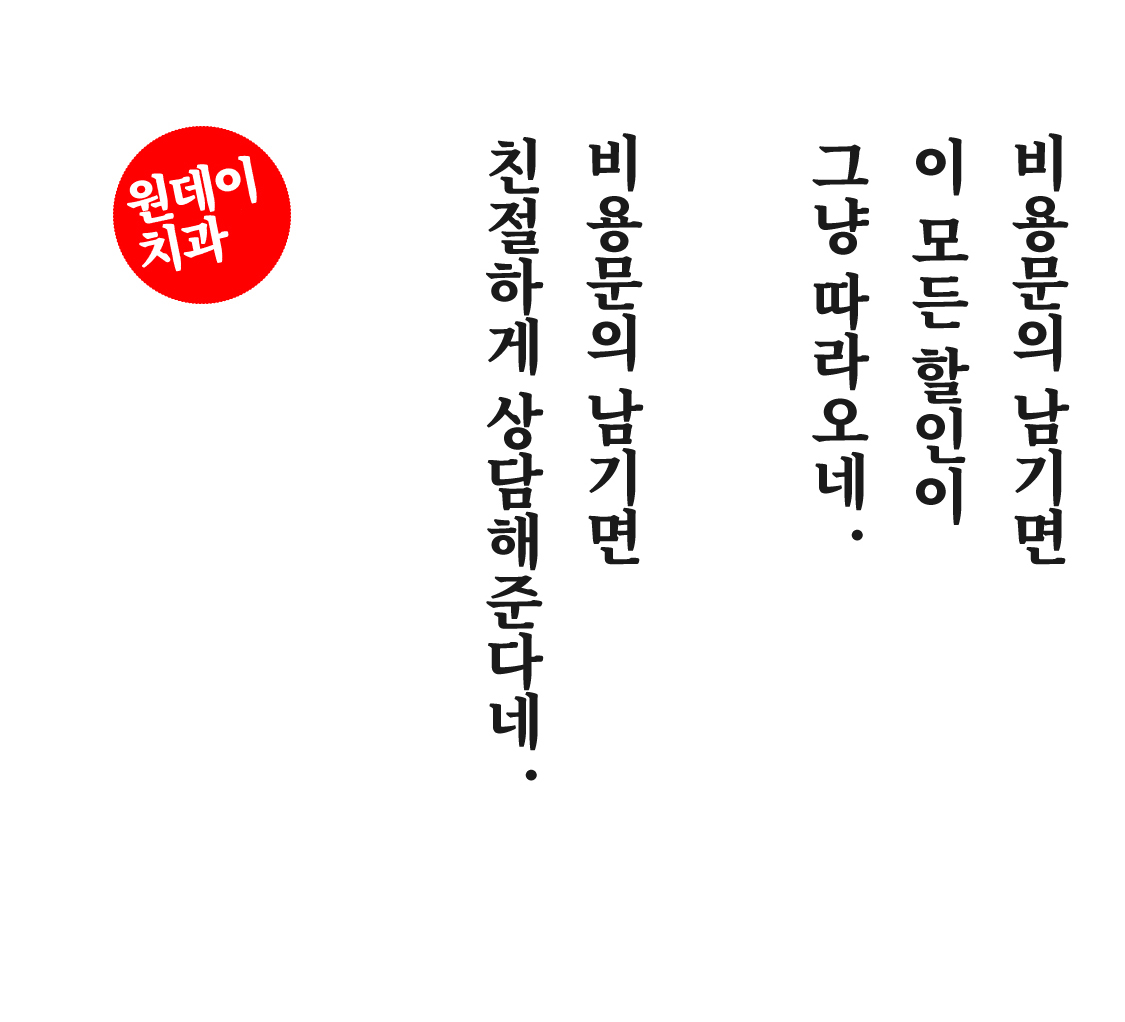 비용문의 남기면
이 모든 할인이
그냥 따라오네.
비용문의 남기면
친절하게 상담해준다네.
원데이
치과